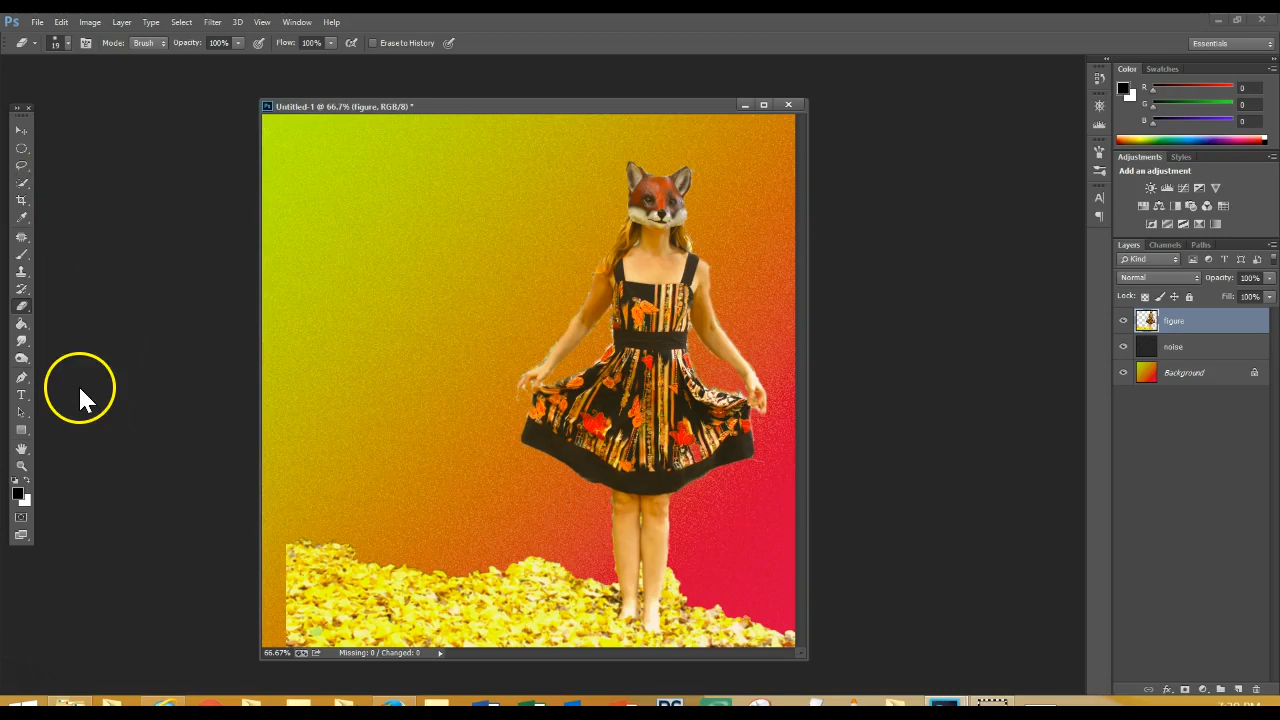 Ps File Edit Image Layer Type Select Filter 3D View Window Help
19 Mode: Brush Opacity: 100% Flow: 100% Erase to History Essentials
Untitled-1 @ 66.7% (figure, RGB/8) *
Color Swatches
R 0
G 0
B 0
Adjustments Styles
Add an adjustment
Layers Channels Paths
Kind
Normal Opacity: 100%
Lock: Fill: 100%
figure
noise
Background
66.67% Missing: 0 / Changed: 0